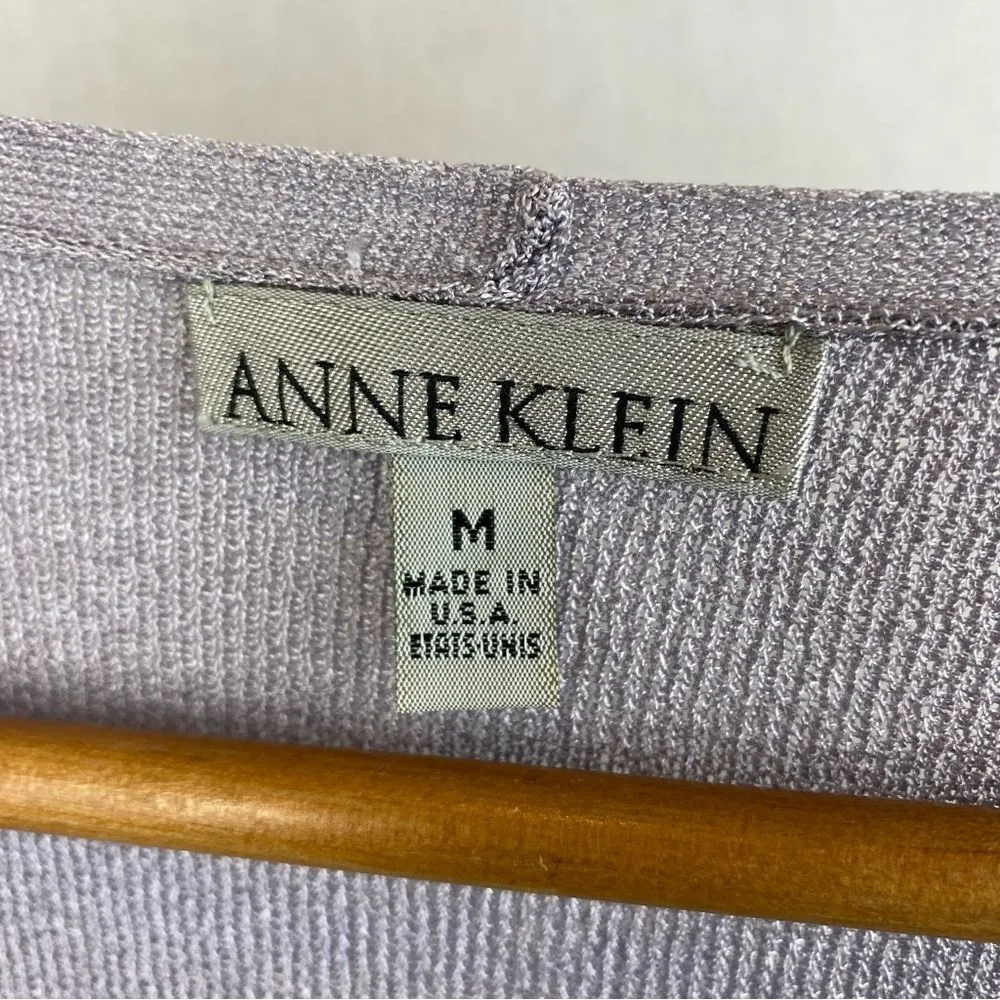 ANNE KLEIN
M
MADE IN
U.S.A.
ETATS-UNIS